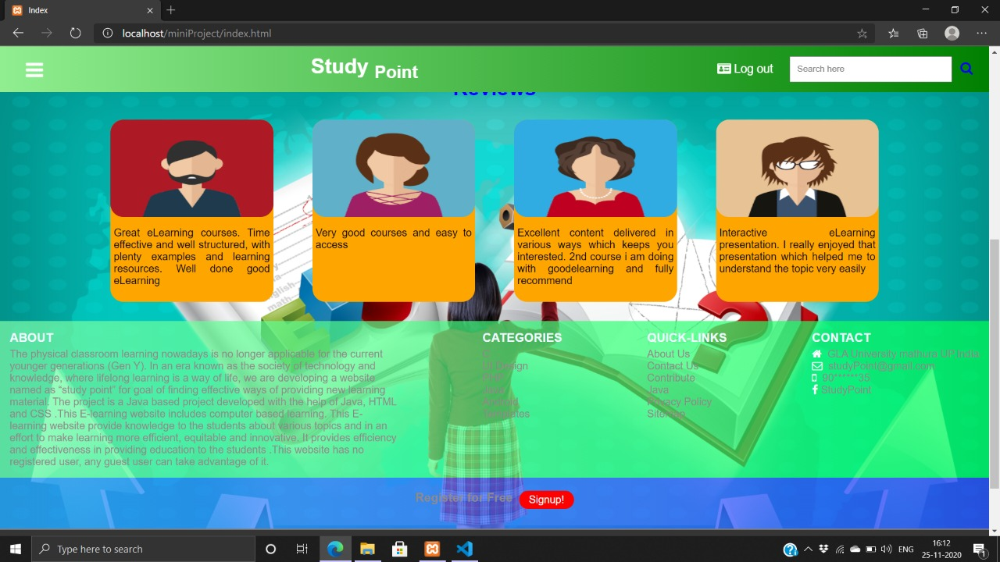 Index
localhost/miniProject/index.html
Study Point
Log out
Search here
Reviews
Great eLearning courses. Time
effective and well structured, with
plenty examples and learning
resources. Well done good
eLearning
Very good courses and easy to
access
Excellent content delivered in
various ways which keeps you
interested. 2nd course i am doing
with goodelearning and fully
recommend
Interactive eLearning
presentation. I really enjoyed that
presentation which helped me to
understand the topic very easily
ABOUT
The physical classroom learning nowadays is no longer applicable for the current
younger generations (Gen Y). In an era known as the society of technology and
knowledge, where lifelong learning is a way of life, we are developing a website
named as “study point” for goal of finding effective ways of providing new learning
material. The project is a Java based project developed with the help of Java, HTML
and CSS .This E-learning website includes computer based learning. This E-
learning website provide knowledge to the students about various topics and in an
effort to make learning more efficient, equitable and innovative. It provides efficiency
and effectiveness in providing education to the students .This website has no
registered user, any guest user can take advantage of it.
CATEGORIES
C
UI Design
PHP
Java
Android
Templates
QUICK-LINKS
About Us
Contact Us
Contribute
Java
Privacy Policy
Sitemap
CONTACT
GLA University mathura UP,India
studyPoint@gmail.com
90******35
StudyPoint
Register for Free Signup!
Type here to search
ENG
16:12
25-11-2020
1